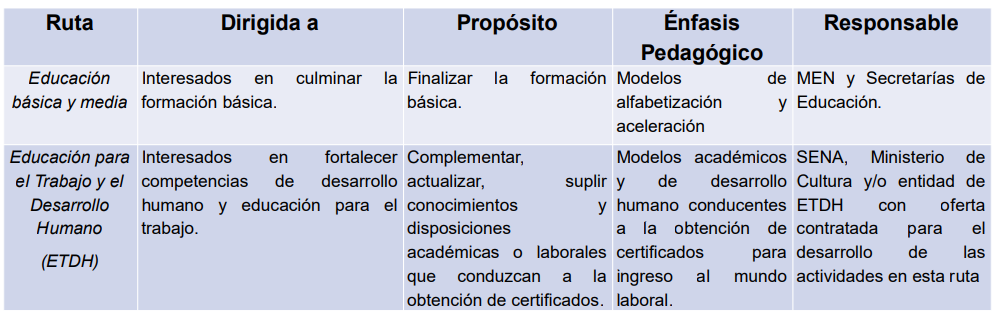 Ruta
Dirigida a
Propósito
Énfasis
Pedagógico
Responsable
Educación
básica y media
Interesados en culminar la
formación básica.
Finalizar la formación
básica.
Modelos de
alfabetización y
aceleración
MEN y Secretarías de
Educación.
Educación para
el Trabajo y el
Desarrollo
Humano
(ETDH)
Interesados en fortalecer
competencias de desarrollo
humano y educación para el
trabajo.
Complementar,
actualizar, suplir
conocimientos y
disposiciones
académicas o laborales
que conduzcan a la
obtención de certificados.
Modelos académicos
y de desarrollo
humano conducentes
a la obtención de
certificados para
ingreso al mundo
laboral.
SENA, Ministerio de
Cultura y/o entidad de
ETDH con oferta
contratada para el
desarrollo de las
actividades en esta ruta